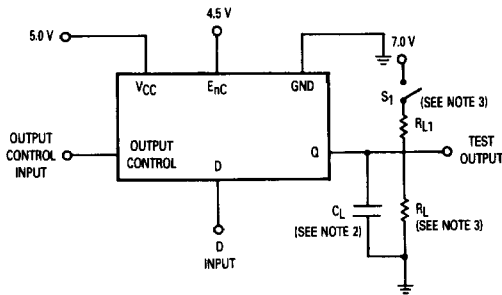 5.0 V
4.5 V
7.0 V
VCC
EnC
GND
S1
(SEE NOTE 3)
RL1
OUTPUT
CONTROL
INPUT
OUTPUT
CONTROL
Q
TEST
OUTPUT
D
CL
(SEE NOTE 2)
RL
(SEE NOTE 3)
D
INPUT